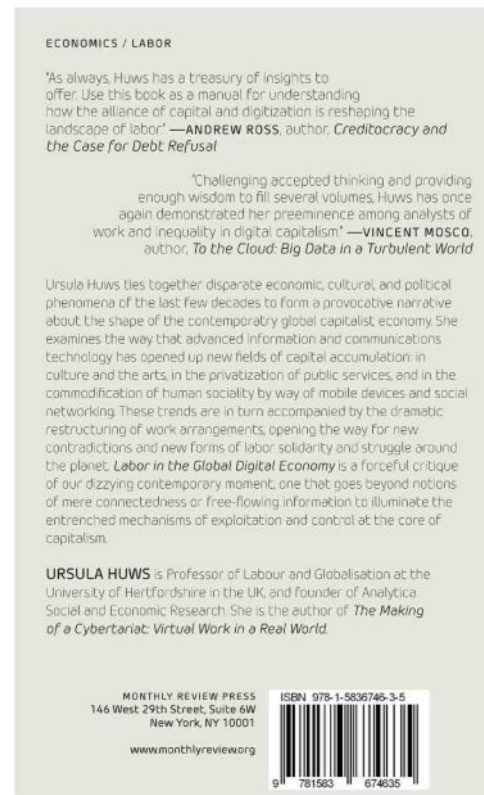 ECONOMICS / LABOR
"As always, Huws has a treasury of insights to
offer. Use this book as a manual for understanding
how the alliance of capital and digitization is reshaping the
landscape of labor." —ANDREW ROSS, author, Creditocracy and
the Case for Debt Refusal
"Challenging accepted thinking and providing
enough wisdom to fill several volumes, Huws has once
again demonstrated her preeminence among analysts of
work and inequality in digital capitalism." —VINCENT MOSCO,
author, To the Cloud: Big Data in a Turbulent World
Ursula Huws ties together disparate economic, cultural, and political
phenomena of the last few decades to form a provocative narrative
about the shape of the contemporatry global capitalist economy. She
examines the way that advanced information and communications
technology has opened up new fields of capital accumulation: in
culture and the arts, in the privatization of public services, and in the
commodification of human sociality by way of mobile devices and social
networking. These trends are in turn accompanied by the dramatic
restructuring of work arrangements, opening the way for new
contradictions and new forms of labor solidarity and struggle around
the planet. Labor in the Global Digital Economy is a forceful critique
of our dizzying contemporary moment, one that goes beyond notions
of mere connectedness or free-flowing information to illuminate the
entrenched mechanisms of exploitation and control at the core of
capitalism.
URSULA HUWS is Professor of Labour and Globalisation at the
University of Hertfordshire in the UK, and founder of Analytica
Social and Economic Research. She is the author of The Making
of a Cybertariat: Virtual Work in a Real World.
MONTHLY REVIEW PRESS
146 West 29th Street, Suite 6W
New York, NY 10001
www.monthlyreview.org
ISBN 978-1-5836746-3-5
9 781583 674635